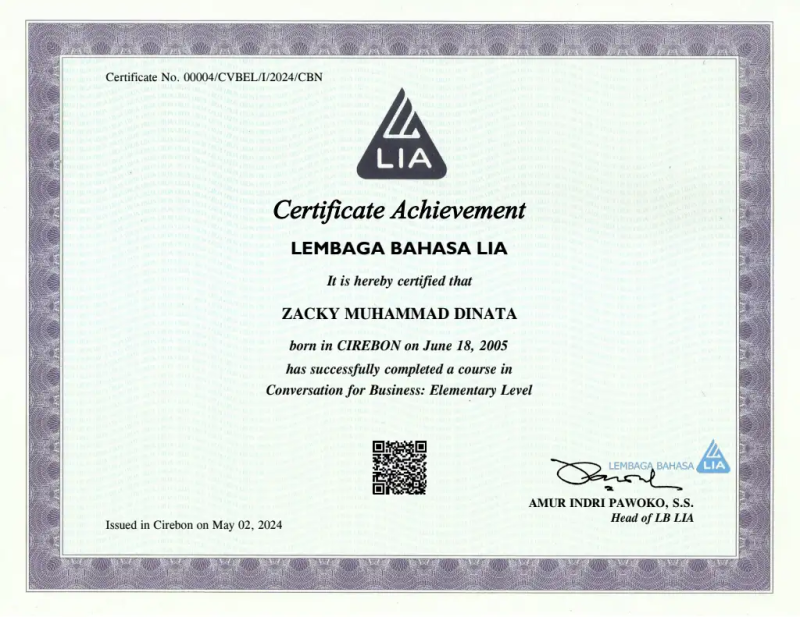 Certificate No. 00004/CVBEL/I/2024/CBN
LIA
Certificate Achievement
LEMBAGA BAHASA LIA
It is hereby certified that
ZACKY MUHAMMAD DINATA
born in CIREBON on June 18, 2005
has successfully completed a course in
Conversation for Business: Elementary Level
LEMBAGA BAHASA LIA
AMUR INDRI PAWOKO, S.S.
Head of LB LIA
Issued in Cirebon on May 02, 2024